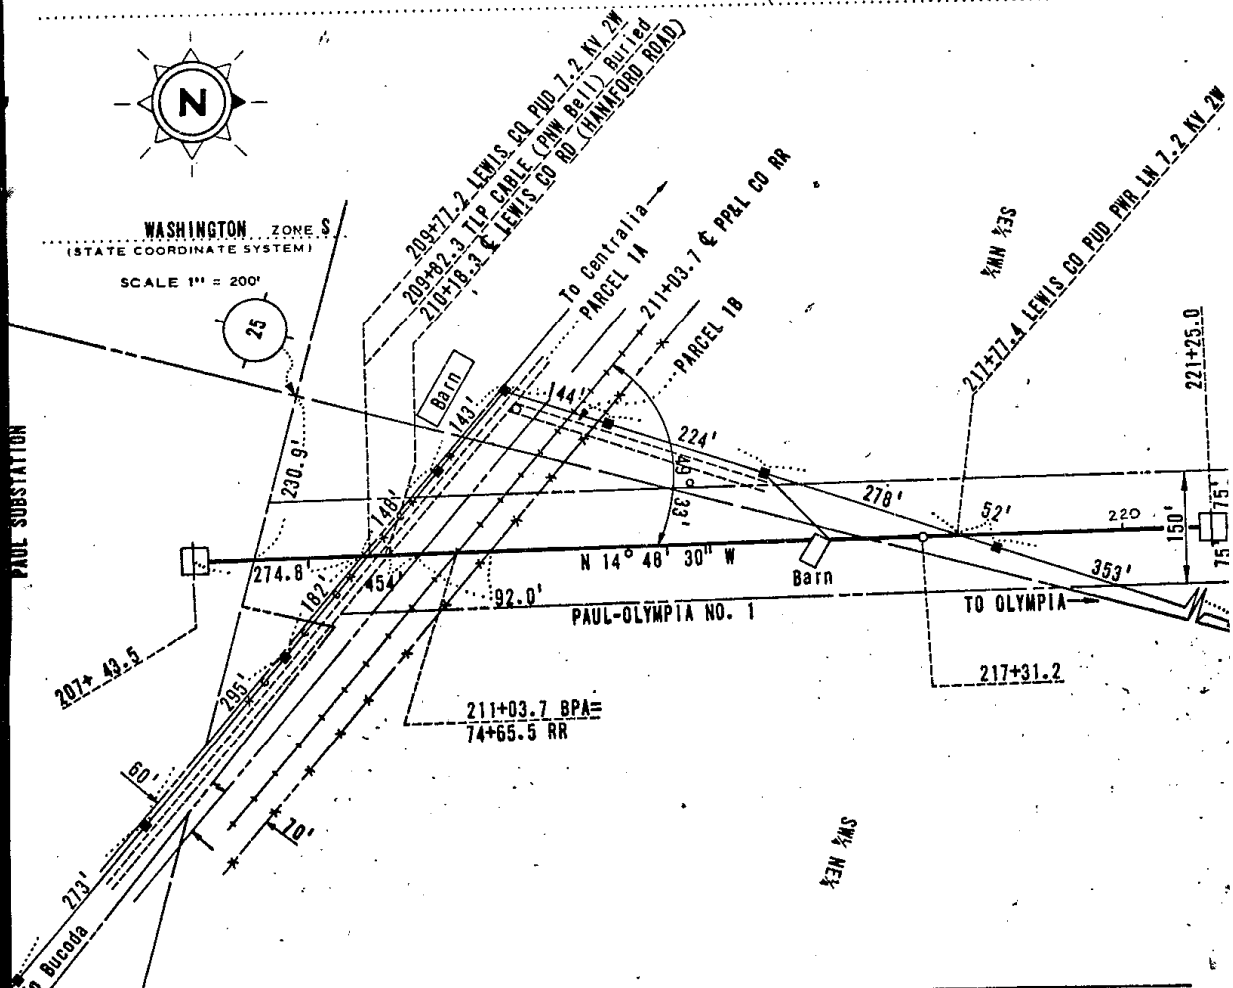 N
WASHINGTON ZONE S
(STATE COORDINATE SYSTEM)
SCALE 1" = 200'
25
209+77.2 LEWIS CO PUD 7.2 KV 2W
209+82.3 TLP CABLE (PNW Bell) Buried
210+18.3 ℄ LEWIS CO RD (HANAFORD ROAD)
To Centralia
PARCEL 1A
211+03.7 ℄ PP&L CO RR
PARCEL 1B
SE¼ NW¼
217+77.4 LEWIS CO PUD PWR LN 7.2 KV 2W
221+25.0
PAUL SUBSTATION
Barn
143'
144'
224'
49° 33'
278'
52'
220
150'
75'
75'
230.9'
148'
274.8'
182'
454'
92.0'
N 14° 48' 30" W
Barn
353'
PAUL-OLYMPIA NO. 1
TO OLYMPIA
207+ 43.5
295'
217+31.2
211+03.7 BPA=
74+65.5 RR
60'
70'
273'
SW¼ NE¼
Bucoda